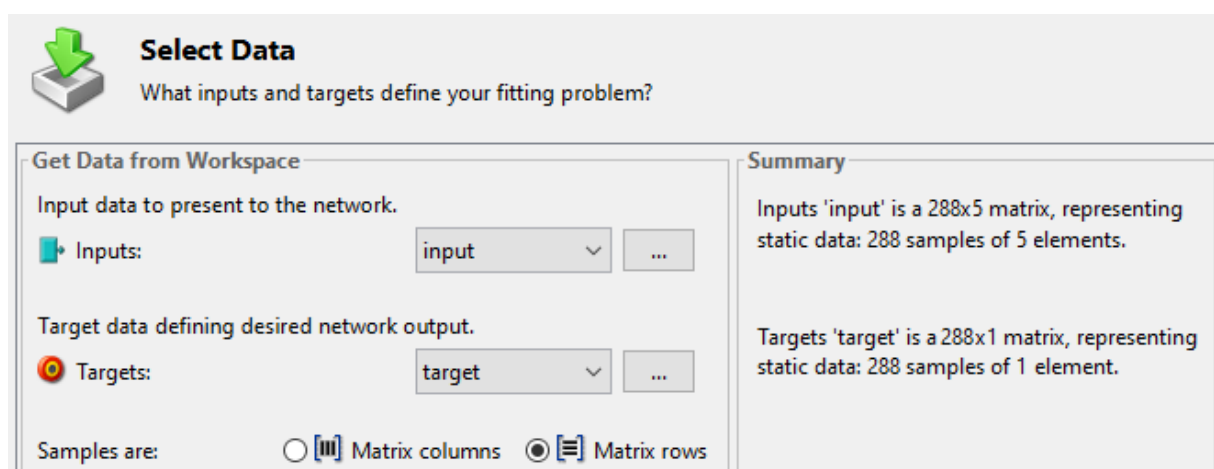 Select Data
What inputs and targets define your fitting problem?
Get Data from Workspace
Input data to present to the network.
Inputs:
input
...
Target data defining desired network output.
Targets:
target
...
Samples are:
Matrix columns
Matrix rows
Summary
Inputs 'input' is a 288x5 matrix, representing
static data: 288 samples of 5 elements.
Targets 'target' is a 288x1 matrix, representing
static data: 288 samples of 1 element.